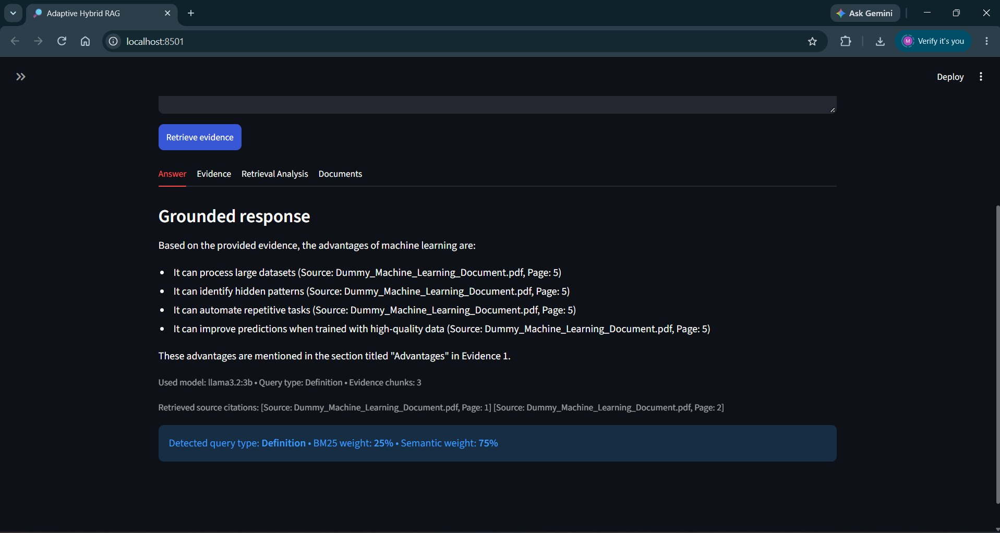 Adaptive Hybrid RAG
Ask Gemini
localhost:8501
M
Verify it's you
Deploy
Retrieve evidence
Answer Evidence Retrieval Analysis Documents
Grounded response
Based on the provided evidence, the advantages of machine learning are:
• It can process large datasets (Source: Dummy_Machine_Learning_Document.pdf, Page: 5)
• It can identify hidden patterns (Source: Dummy_Machine_Learning_Document.pdf, Page: 5)
• It can automate repetitive tasks (Source: Dummy_Machine_Learning_Document.pdf, Page: 5)
• It can improve predictions when trained with high-quality data (Source: Dummy_Machine_Learning_Document.pdf, Page: 5)
These advantages are mentioned in the section titled "Advantages" in Evidence 1.
Used model: llama3.2:3b • Query type: Definition • Evidence chunks: 3
Retrieved source citations: [Source: Dummy_Machine_Learning_Document.pdf, Page: 1] [Source: Dummy_Machine_Learning_Document.pdf, Page: 2]
Detected query type: Definition • BM25 weight: 25% • Semantic weight: 75%